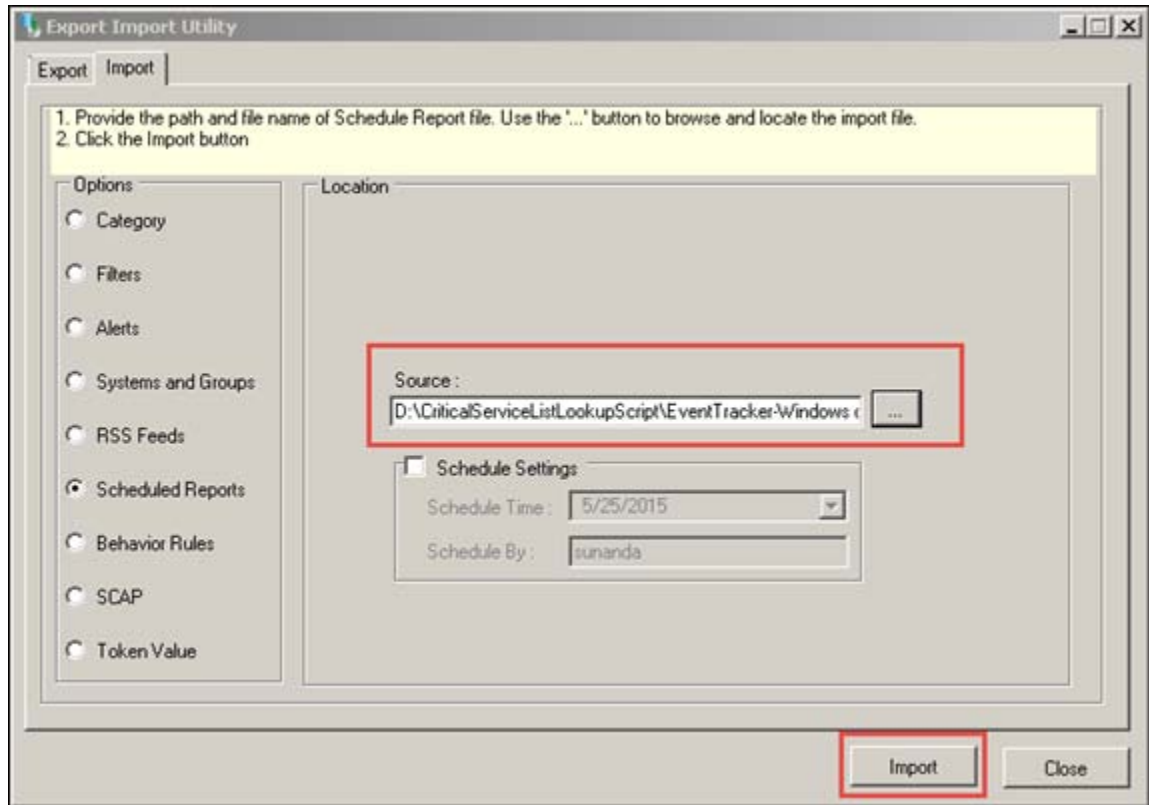 Export Import Utility
Export
Import
1. Provide the path and file name of Schedule Report file. Use the '...' button to browse and locate the import file.
2. Click the Import button
Options
Category
Filters
Alerts
Systems and Groups
RSS Feeds
Scheduled Reports
Behavior Rules
SCAP
Token Value
Location
Source :
D:\CriticalServiceListLookupScript\EventTracker-Windows
...
Schedule Settings
Schedule Time :
5/25/2015
Schedule By :
sunanda
Import
Close